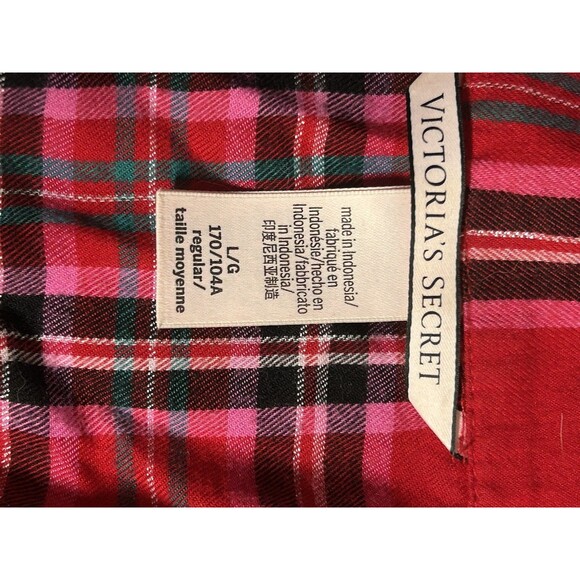 VICTORIA'S SECRET
made in Indonesia/
fabriqué en
Indonésie/hecho en
Indonesia/fabbricato
in Indonesia/
印度尼西亚制造
L/G
170/104A
regular/
taille moyenne